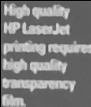 High quality
HP LaserJet
printing requires
high quality
transparency
film.